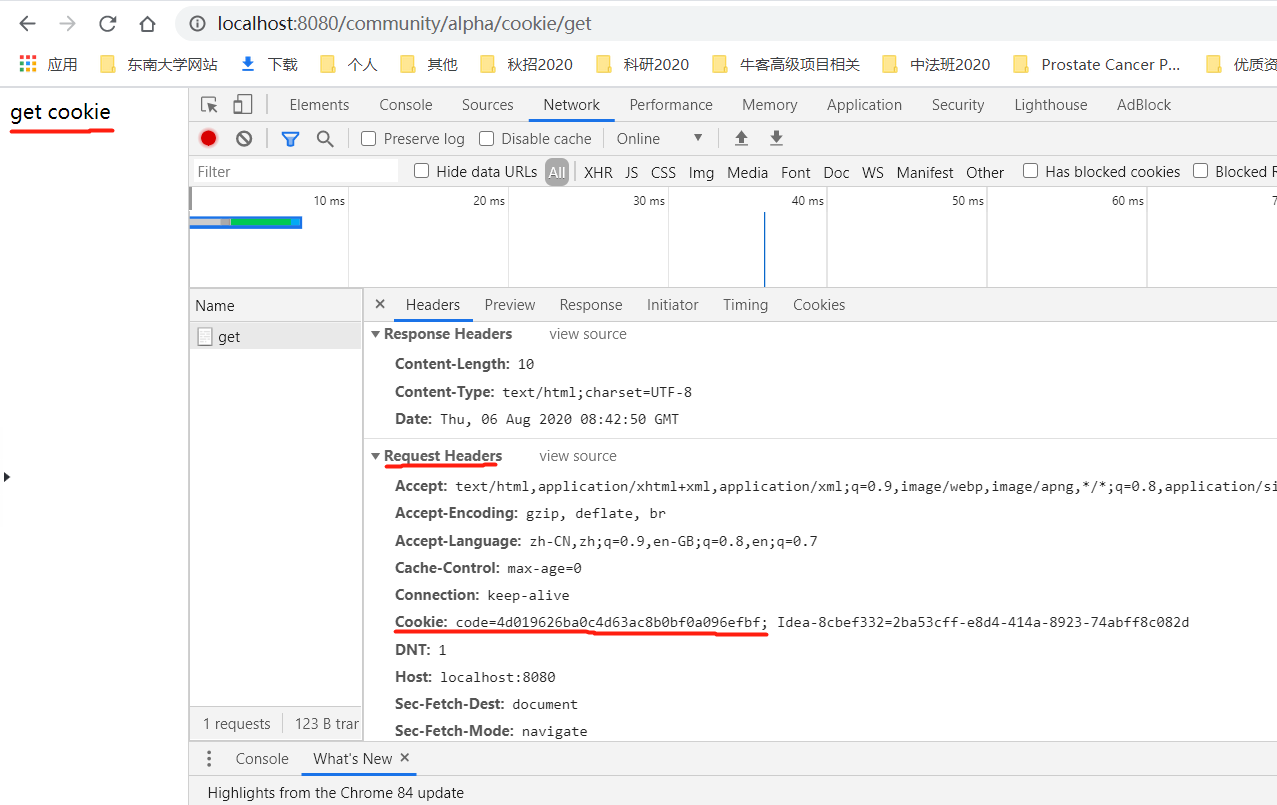 localhost:8080/community/alpha/cookie/get
应用 东南大学网站 下载 个人 其他 秋招2020 科研2020 牛客高级项目相关 中法班2020 Prostate Cancer P... 优质资
get cookie
Elements Console Sources Network Performance Memory Application Security Lighthouse AdBlock
Preserve log Disable cache Online
Filter Hide data URLs All XHR JS CSS Img Media Font Doc WS Manifest Other Has blocked cookies Blocked R
10 ms 20 ms 30 ms 40 ms 50 ms 60 ms 7
Name
get
Headers Preview Response Initiator Timing Cookies
Response Headers view source
Content-Length: 10
Content-Type: text/html;charset=UTF-8
Date: Thu, 06 Aug 2020 08:42:50 GMT
Request Headers view source
Accept: text/html,application/xhtml+xml,application/xml;q=0.9,image/webp,image/apng,*/*;q=0.8,application/si
Accept-Encoding: gzip, deflate, br
Accept-Language: zh-CN,zh;q=0.9,en-GB;q=0.8,en;q=0.7
Cache-Control: max-age=0
Connection: keep-alive
Cookie: code=4d019626ba0c4d63ac8b0bf0a096efbf; Idea-8cbef332=2ba53cff-e8d4-414a-8923-74abff8c082d
DNT: 1
Host: localhost:8080
Sec-Fetch-Dest: document
Sec-Fetch-Mode: navigate
1 requests 123 B trar
Console What's New
Highlights from the Chrome 84 update